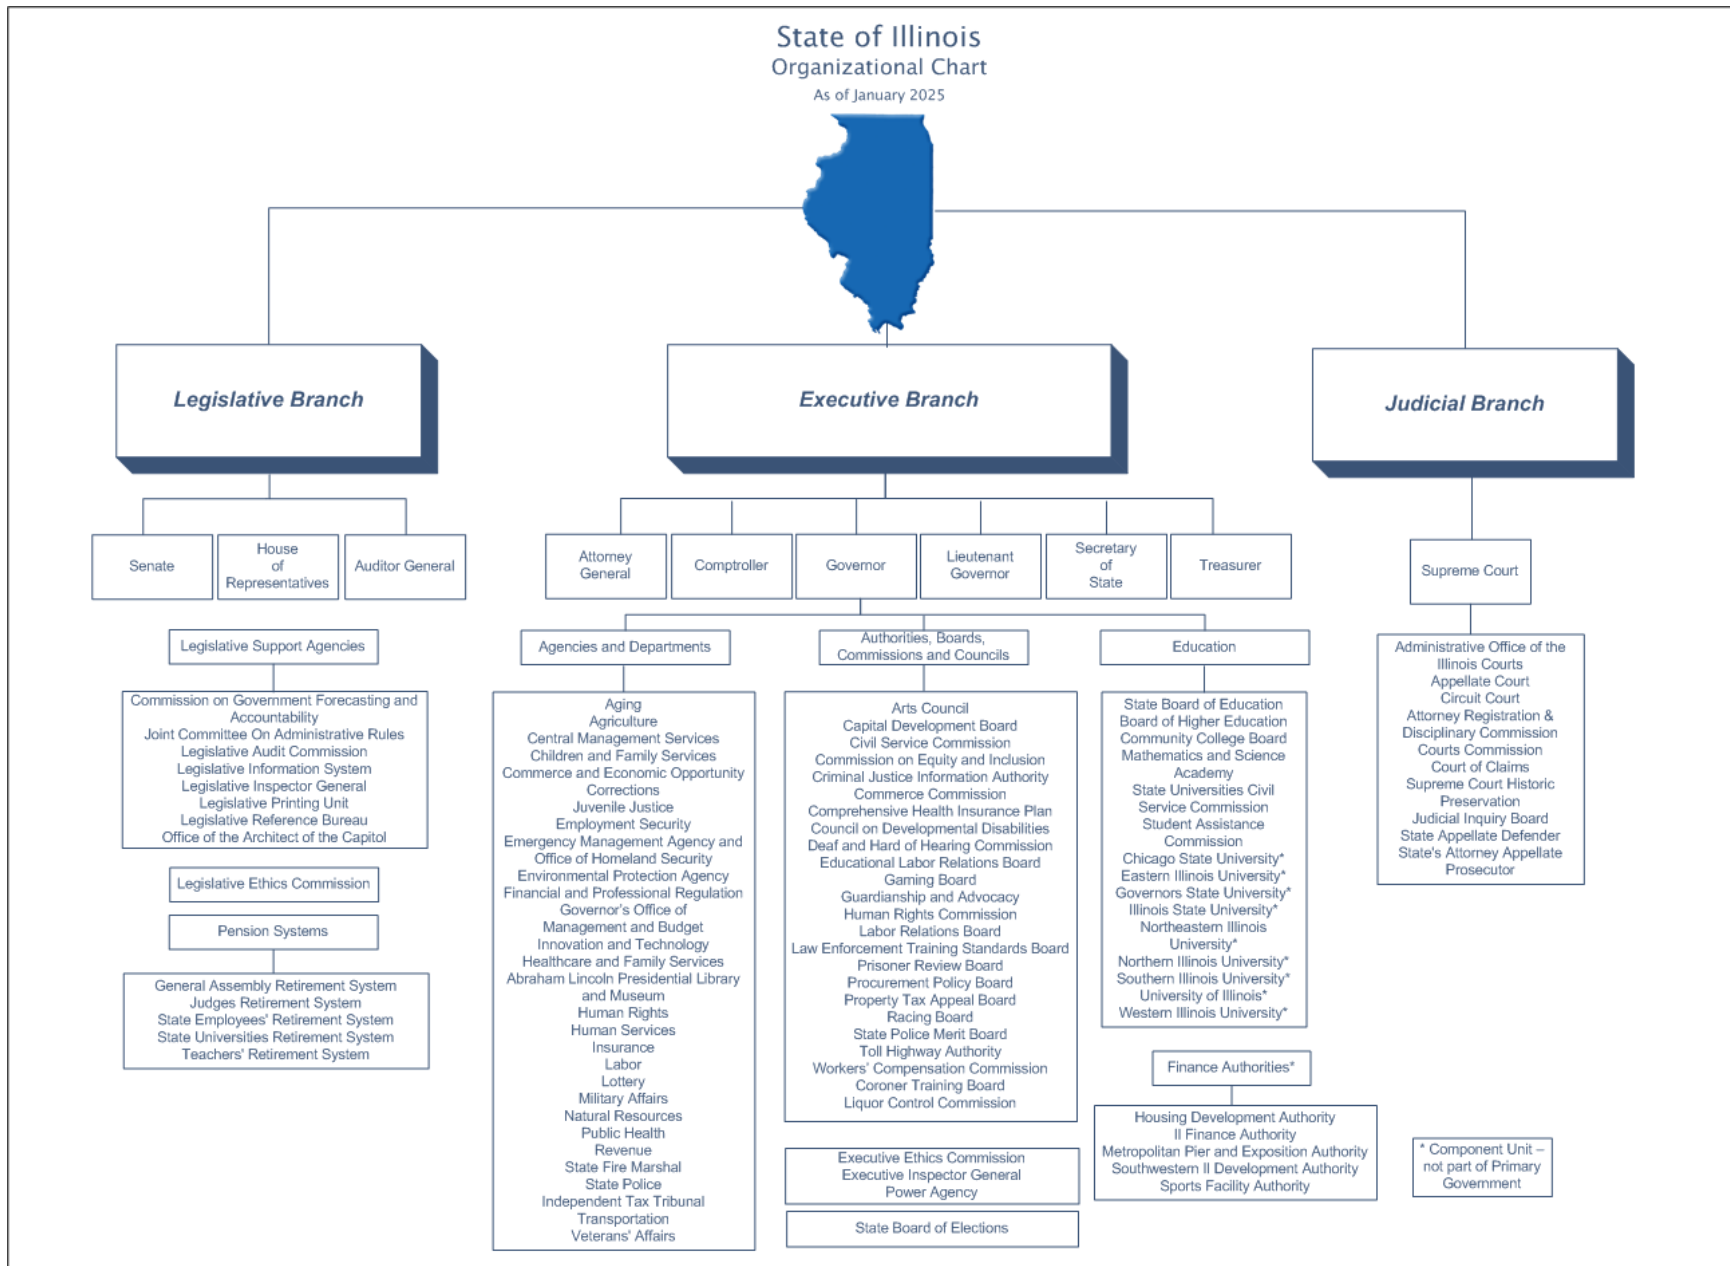 State of Illinois
Organizational Chart
As of January 2025
Legislative Branch
Executive Branch
Judicial Branch
Senate
House
of
Representatives
Auditor General
Attorney
General
Comptroller
Governor
Lieutenant
Governor
Secretary
of
State
Treasurer
Supreme Court
Legislative Support Agencies
Commission on Government Forecasting and
Accountability
Joint Committee On Administrative Rules
Legislative Audit Commission
Legislative Information System
Legislative Inspector General
Legislative Printing Unit
Legislative Reference Bureau
Office of the Architect of the Capitol
Legislative Ethics Commission
Pension Systems
General Assembly Retirement System
Judges Retirement System
State Employees' Retirement System
State Universities Retirement System
Teachers' Retirement System
Agencies and Departments
Aging
Agriculture
Central Management Services
Children and Family Services
Commerce and Economic Opportunity
Corrections
Juvenile Justice
Employment Security
Emergency Management Agency and
Office of Homeland Security
Environmental Protection Agency
Financial and Professional Regulation
Governor's Office of
Management and Budget
Innovation and Technology
Healthcare and Family Services
Abraham Lincoln Presidential Library
and Museum
Human Rights
Human Services
Insurance
Labor
Lottery
Military Affairs
Natural Resources
Public Health
Revenue
State Fire Marshal
State Police
Independent Tax Tribunal
Transportation
Veterans' Affairs
Authorities, Boards,
Commissions and Councils
Arts Council
Capital Development Board
Civil Service Commission
Commission on Equity and Inclusion
Criminal Justice Information Authority
Commerce Commission
Comprehensive Health Insurance Plan
Council on Developmental Disabilities
Deaf and Hard of Hearing Commission
Educational Labor Relations Board
Gaming Board
Guardianship and Advocacy
Human Rights Commission
Labor Relations Board
Law Enforcement Training Standards Board
Prisoner Review Board
Procurement Policy Board
Property Tax Appeal Board
Racing Board
State Police Merit Board
Toll Highway Authority
Workers' Compensation Commission
Coroner Training Board
Liquor Control Commission
Executive Ethics Commission
Executive Inspector General
Power Agency
State Board of Elections
Education
State Board of Education
Board of Higher Education
Community College Board
Mathematics and Science
Academy
State Universities Civil
Service Commission
Student Assistance
Commission
Chicago State University*
Eastern Illinois University*
Governors State University*
Illinois State University*
Northeastern Illinois
University*
Northern Illinois University*
Southern Illinois University*
University of Illinois*
Western Illinois University*
Finance Authorities*
Housing Development Authority
Il Finance Authority
Metropolitan Pier and Exposition Authority
Southwestern Il Development Authority
Sports Facility Authority
Administrative Office of the
Illinois Courts
Appellate Court
Circuit Court
Attorney Registration &
Disciplinary Commission
Courts Commission
Court of Claims
Supreme Court Historic
Preservation
Judicial Inquiry Board
State Appellate Defender
State's Attorney Appellate
Prosecutor
* Component Unit –
not part of Primary
Government